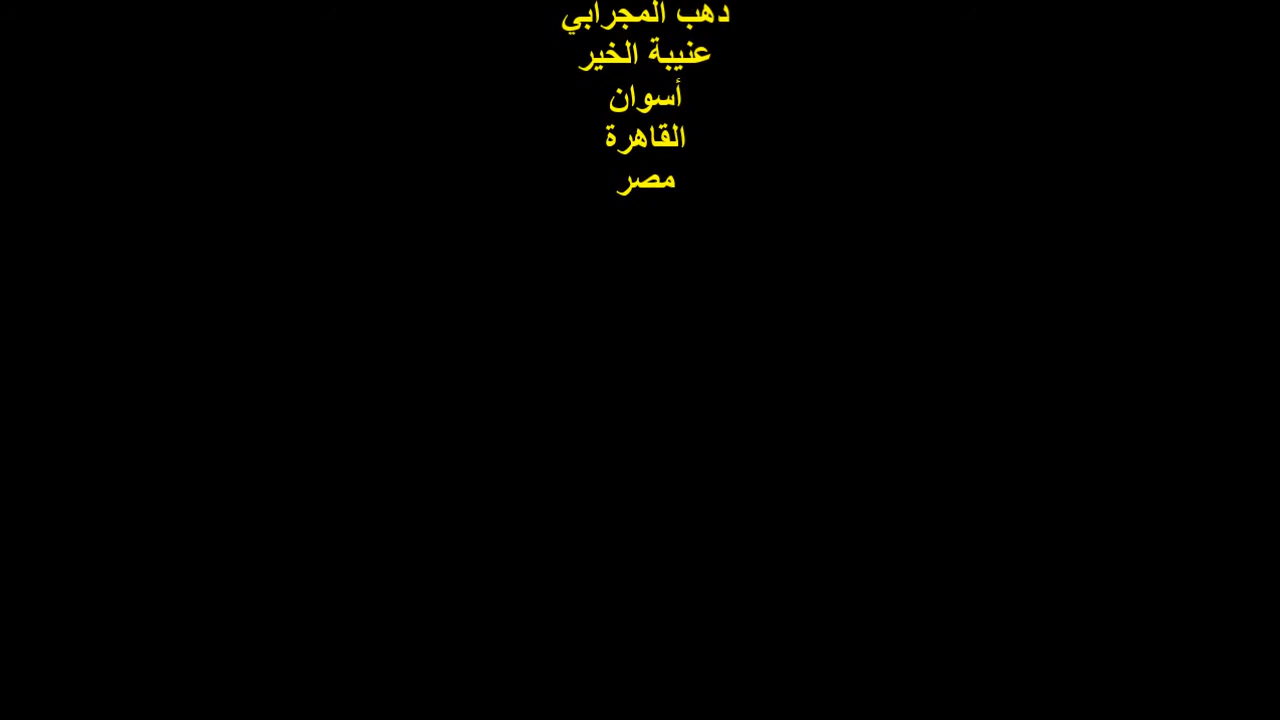 دهب المجرابي
عنيبة الخير
أسوان
القاهرة
مصر